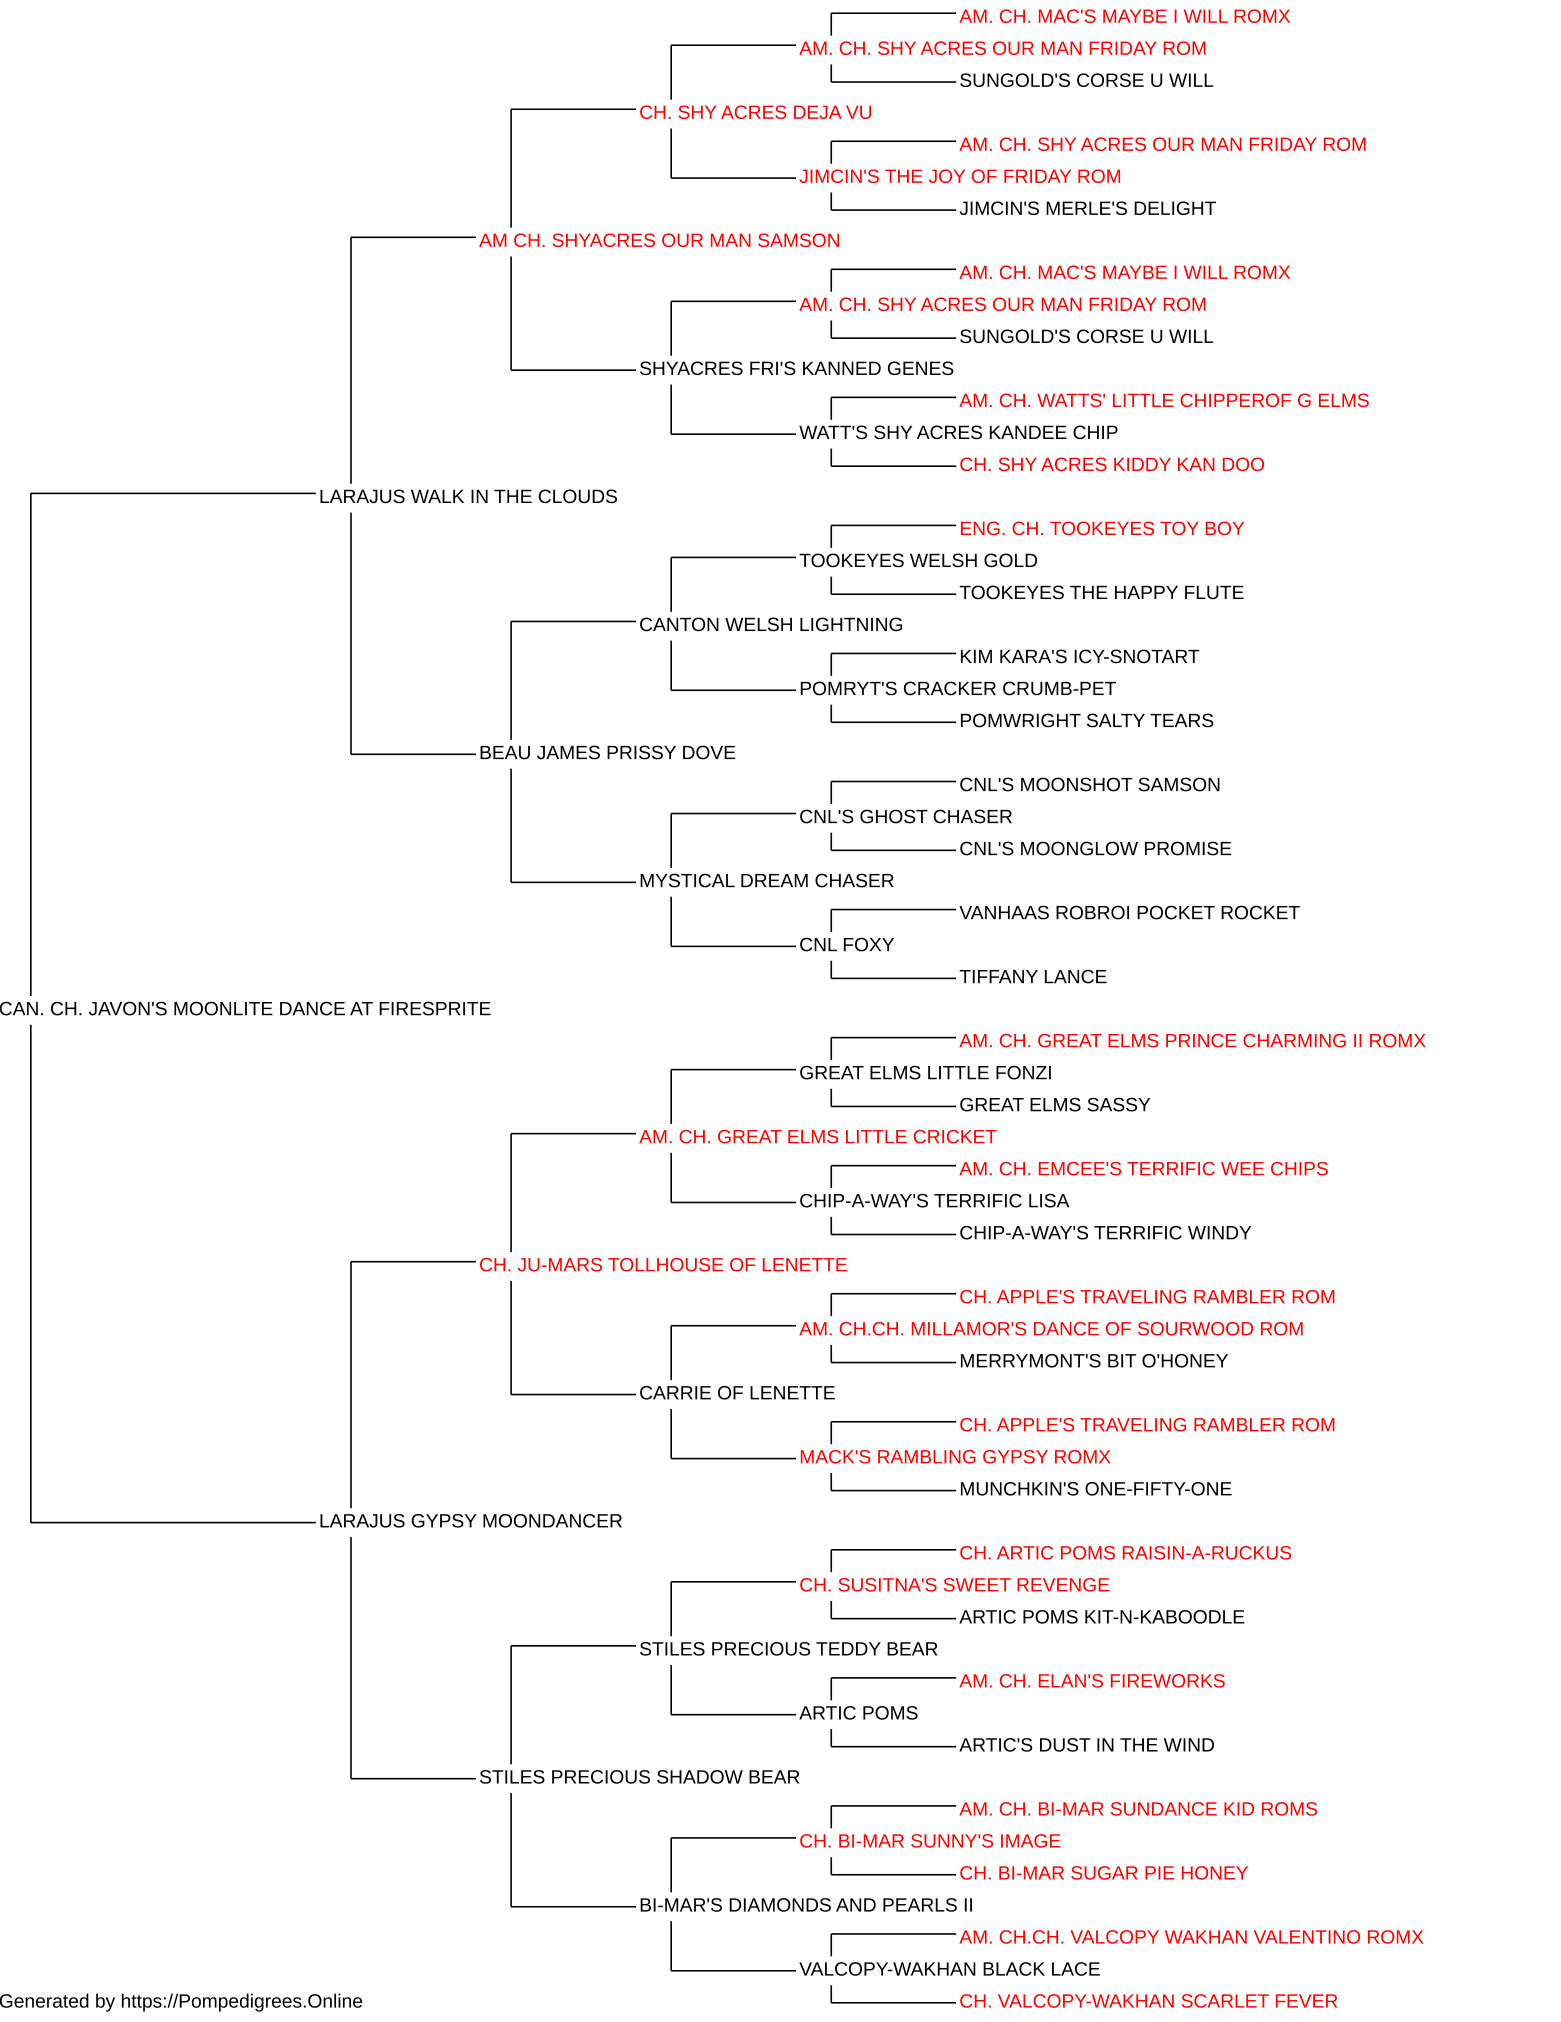 AM. CH. MAC'S MAYBE I WILL ROMX
AM. CH. SHY ACRES OUR MAN FRIDAY ROM
SUNGOLD'S CORSE U WILL
CH. SHY ACRES DEJA VU
AM. CH. SHY ACRES OUR MAN FRIDAY ROM
JIMCIN'S THE JOY OF FRIDAY ROM
JIMCIN'S MERLE'S DELIGHT
AM CH. SHYACRES OUR MAN SAMSON
AM. CH. MAC'S MAYBE I WILL ROMX
AM. CH. SHY ACRES OUR MAN FRIDAY ROM
SUNGOLD'S CORSE U WILL
SHYACRES FRI'S KANNED GENES
AM. CH. WATTS' LITTLE CHIPPEROF G ELMS
WATT'S SHY ACRES KANDEE CHIP
CH. SHY ACRES KIDDY KAN DOO
LARAJUS WALK IN THE CLOUDS
ENG. CH. TOOKEYES TOY BOY
TOOKEYES WELSH GOLD
TOOKEYES THE HAPPY FLUTE
CANTON WELSH LIGHTNING
KIM KARA'S ICY-SNOTART
POMRYT'S CRACKER CRUMB-PET
POMWRIGHT SALTY TEARS
BEAU JAMES PRISSY DOVE
CNL'S MOONSHOT SAMSON
CNL'S GHOST CHASER
CNL'S MOONGLOW PROMISE
MYSTICAL DREAM CHASER
VANHAAS ROBROI POCKET ROCKET
CNL FOXY
TIFFANY LANCE
CAN. CH. JAVON'S MOONLITE DANCE AT FIRESPRITE
AM. CH. GREAT ELMS PRINCE CHARMING II ROMX
GREAT ELMS LITTLE FONZI
GREAT ELMS SASSY
AM. CH. GREAT ELMS LITTLE CRICKET
AM. CH. EMCEE'S TERRIFIC WEE CHIPS
CHIP-A-WAY'S TERRIFIC LISA
CHIP-A-WAY'S TERRIFIC WINDY
CH. JU-MARS TOLLHOUSE OF LENETTE
CH. APPLE'S TRAVELING RAMBLER ROM
AM. CH.CH. MILLAMOR'S DANCE OF SOURWOOD ROM
MERRYMONT'S BIT O'HONEY
CARRIE OF LENETTE
CH. APPLE'S TRAVELING RAMBLER ROM
MACK'S RAMBLING GYPSY ROMX
MUNCHKIN'S ONE-FIFTY-ONE
LARAJUS GYPSY MOONDANCER
CH. ARTIC POMS RAISIN-A-RUCKUS
CH. SUSITNA'S SWEET REVENGE
ARTIC POMS KIT-N-KABOODLE
STILES PRECIOUS TEDDY BEAR
AM. CH. ELAN'S FIREWORKS
ARTIC POMS
ARTIC'S DUST IN THE WIND
STILES PRECIOUS SHADOW BEAR
AM. CH. BI-MAR SUNDANCE KID ROMS
CH. BI-MAR SUNNY'S IMAGE
CH. BI-MAR SUGAR PIE HONEY
BI-MAR'S DIAMONDS AND PEARLS II
AM. CH.CH. VALCOPY WAKHAN VALENTINO ROMX
VALCOPY-WAKHAN BLACK LACE
CH. VALCOPY-WAKHAN SCARLET FEVER
Generated by https://Pompedigrees.Online